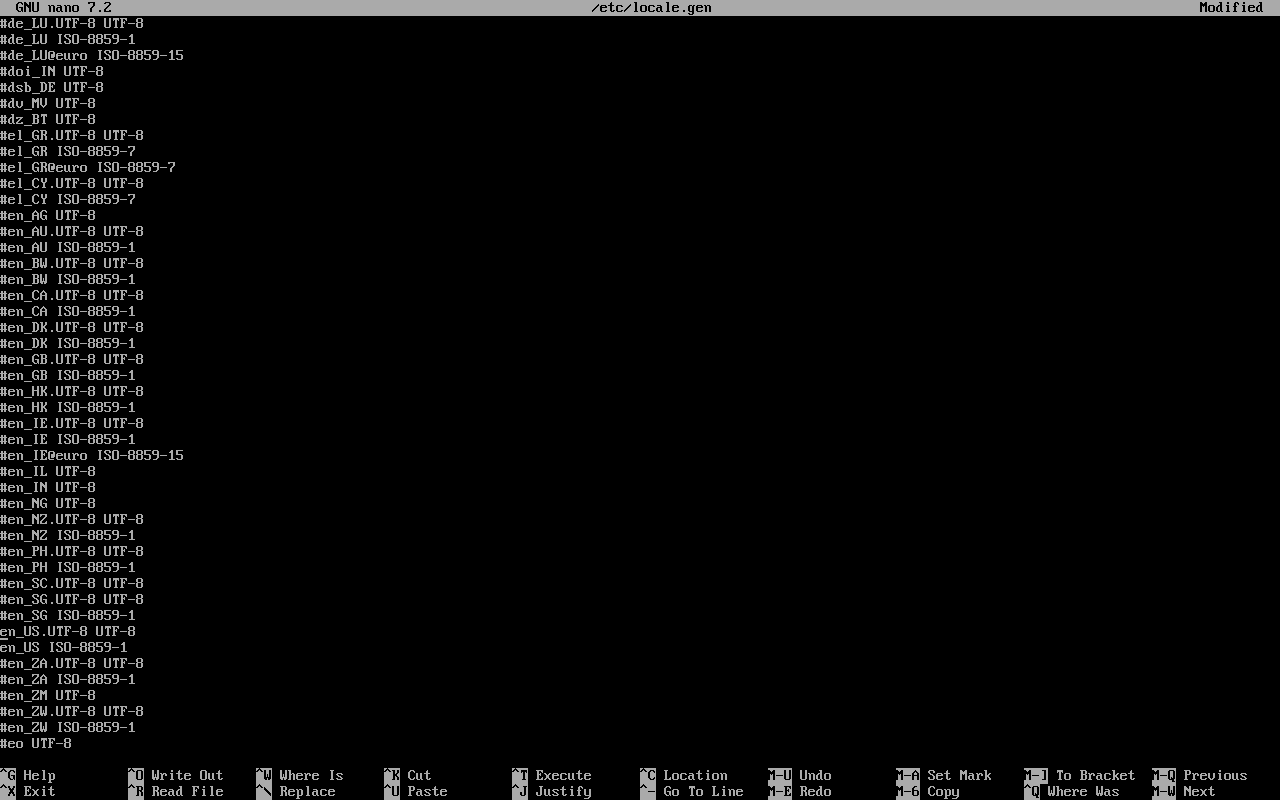 GNU nano 7.2 /etc/locale.gen Modified
#de_LU.UTF-8 UTF-8
#de_LU ISO-8859-1
#de_LU@euro ISO-8859-15
#doi_IN UTF-8
#dsb_DE UTF-8
#dv_MV UTF-8
#dz_BT UTF-8
#el_GR.UTF-8 UTF-8
#el_GR ISO-8859-7
#el_GR@euro ISO-8859-7
#el_CY.UTF-8 UTF-8
#el_CY ISO-8859-7
#en_AG UTF-8
#en_AU.UTF-8 UTF-8
#en_AU ISO-8859-1
#en_BW.UTF-8 UTF-8
#en_BW ISO-8859-1
#en_CA.UTF-8 UTF-8
#en_CA ISO-8859-1
#en_DK.UTF-8 UTF-8
#en_DK ISO-8859-1
#en_GB.UTF-8 UTF-8
#en_GB ISO-8859-1
#en_HK.UTF-8 UTF-8
#en_HK ISO-8859-1
#en_IE.UTF-8 UTF-8
#en_IE ISO-8859-1
#en_IE@euro ISO-8859-15
#en_IL UTF-8
#en_IN UTF-8
#en_NG UTF-8
#en_NZ.UTF-8 UTF-8
#en_NZ ISO-8859-1
#en_PH.UTF-8 UTF-8
#en_PH ISO-8859-1
#en_SC.UTF-8 UTF-8
#en_SG.UTF-8 UTF-8
#en_SG ISO-8859-1
en_US.UTF-8 UTF-8
en_US ISO-8859-1
#en_ZA.UTF-8 UTF-8
#en_ZA ISO-8859-1
#en_ZM UTF-8
#en_ZW.UTF-8 UTF-8
#en_ZW ISO-8859-1
#eo UTF-8
^G Help ^O Write Out ^W Where Is ^K Cut ^T Execute ^C Location M-U Undo M-A Set Mark M-] To Bracket M-Q Previous
^X Exit ^R Read File ^\ Replace ^U Paste ^J Justify ^- Go To Line M-E Redo M-6 Copy ^Q Where Was M-W Next